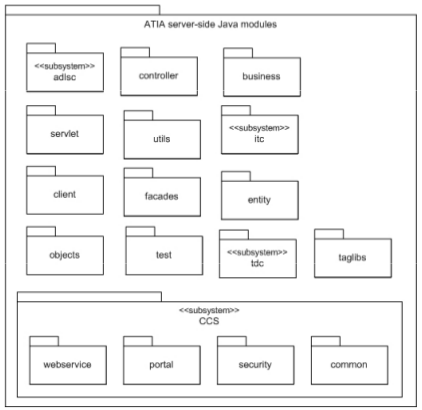 ATIA server-side Java modules
<<subsystem>>
adlsc
controller
business
servlet
utils
<<subsystem>>
itc
client
facades
entity
objects
test
<<subsystem>>
tdc
taglibs
<<subsystem>>
CCS
webservice
portal
security
common